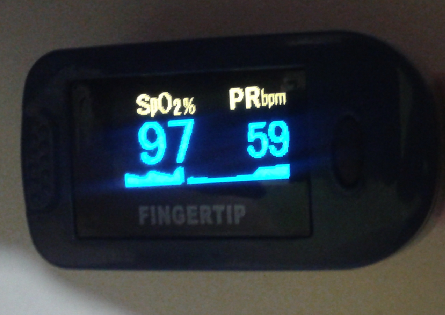 SpO2% PRbpm
97 59
FINGERTIP